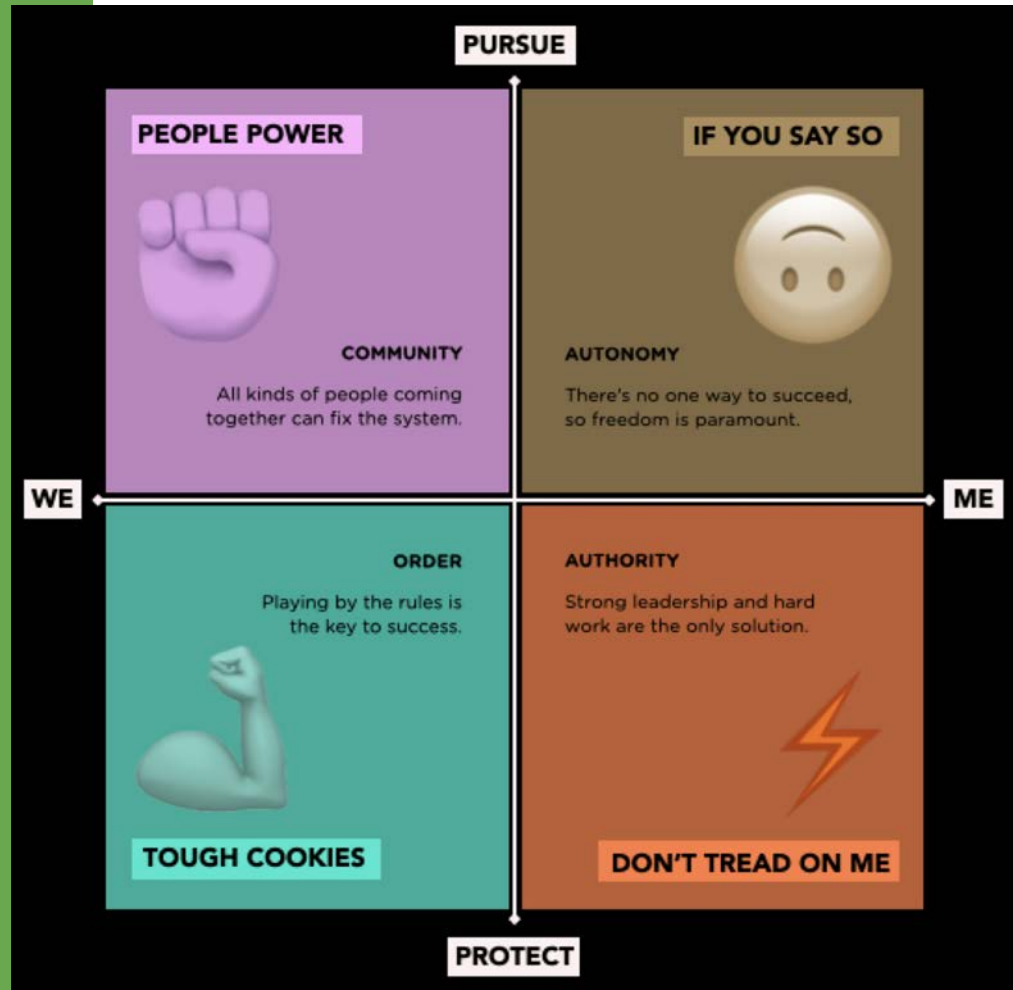 PURSUE
PEOPLE POWER
COMMUNITY
All kinds of people coming
together can fix the system.
IF YOU SAY SO
AUTONOMY
There's no one way to succeed,
so freedom is paramount.
WE
ME
ORDER
Playing by the rules is
the key to success.
TOUGH COOKIES
AUTHORITY
Strong leadership and hard
work are the only solution.
DON'T TREAD ON ME
PROTECT